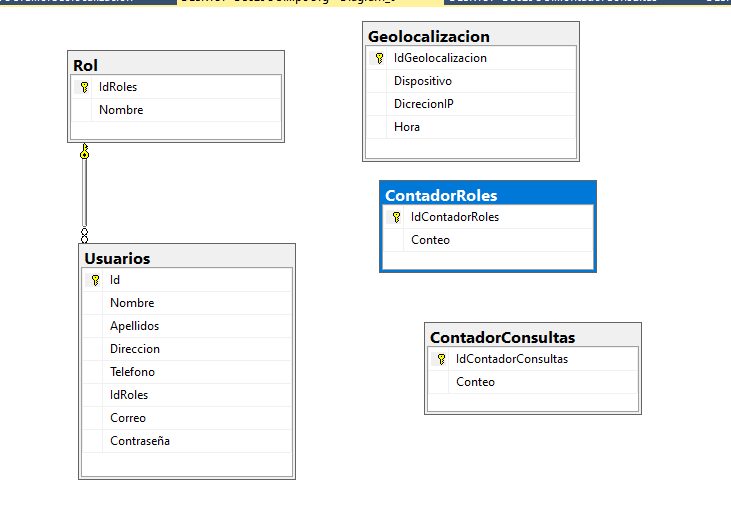 Rol
IdRoles
Nombre
Geolocalizacion
IdGeolocalizacion
Dispositivo
DicrecionIP
Hora
ContadorRoles
IdContadorRoles
Conteo
Usuarios
Id
Nombre
Apellidos
Direccion
Telefono
IdRoles
Correo
Contraseña
ContadorConsultas
IdContadorConsultas
Conteo